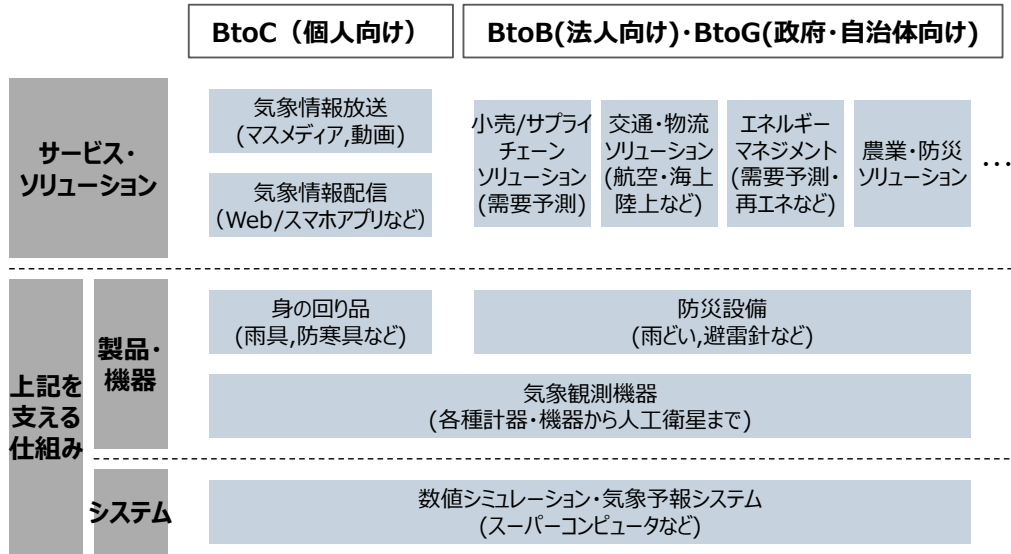 BtoC（個人向け）
BtoB(法人向け)･BtoG(政府･自治体向け)
サービス・
ソリューション
気象情報放送
(マスメディア,動画)
気象情報配信
（Web/スマホアプリなど）
小売/サプライ
チェーン
ソリューション
(需要予測)
交通・物流
ソリューション
(航空・海上
陸上など)
エネルギー
マネジメント
(需要予測・
再エネなど)
農業・防災
ソリューション
…
上記を
支える
仕組み
製品・
機器
身の回り品
(雨具,防寒具など)
防災設備
(雨どい,避雷針など)
気象観測機器
(各種計器・機器から人工衛星まで)
システム
数値シミュレーション・気象予報システム
(スーパーコンピュータなど)